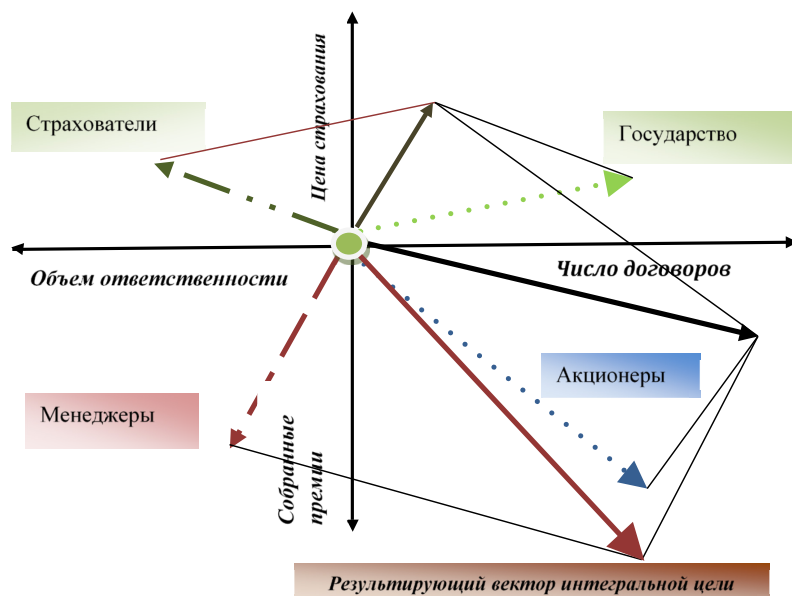 Цена страхования
Страхователи
Государство
Объем ответственности
Число договоров
Акционеры
Менеджеры
Собранные
премии
Результирующий вектор интегральной цели